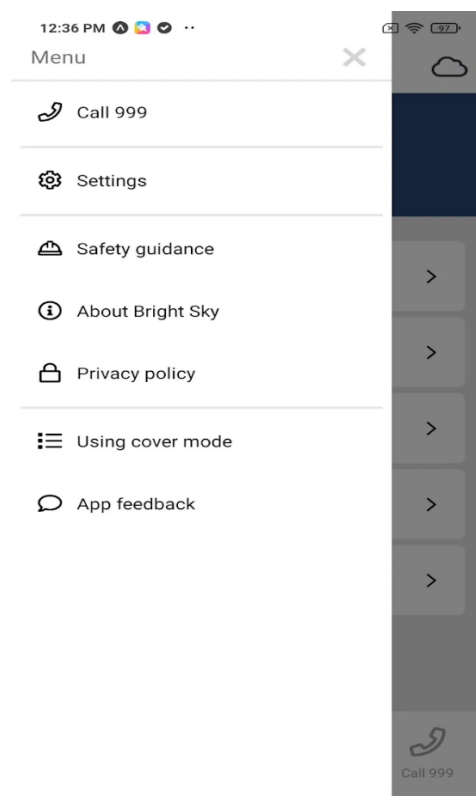 12:36 PM
97
Menu
Call 999
Settings
Safety guidance
About Bright Sky
Privacy policy
Using cover mode
App feedback
Call 999